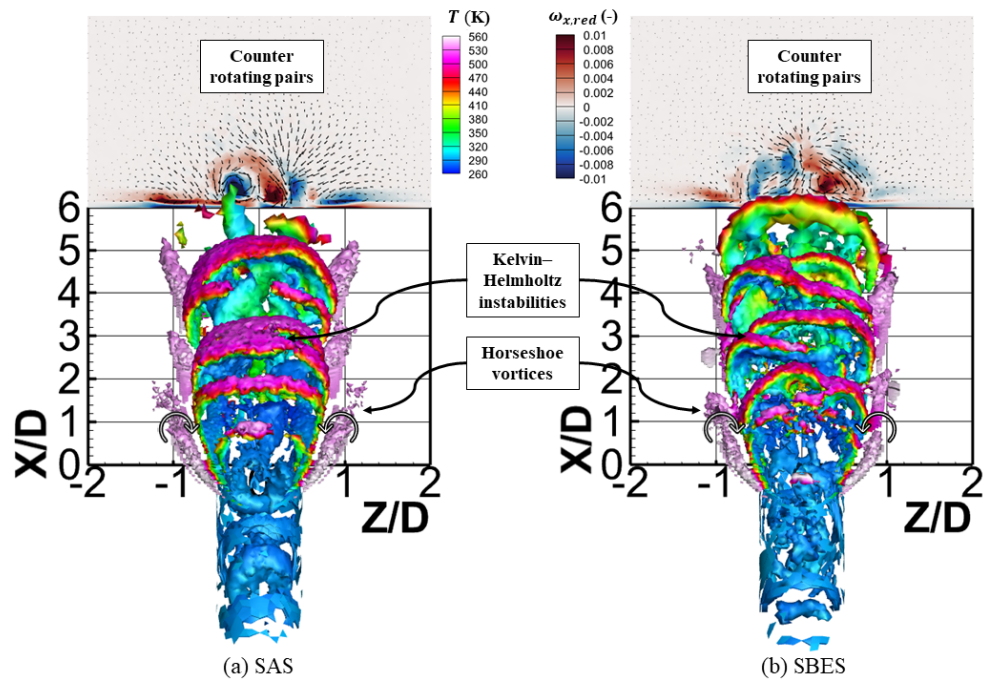 T (K)
560
530
500
470
440
410
380
350
320
290
260
ω_x,red (-)
0.01
0.008
0.006
0.004
0.002
0
-0.002
-0.004
-0.006
-0.008
-0.01
Counter
rotating pairs
Counter
rotating pairs
Kelvin–
Helmholtz
instabilities
Horseshoe
vortices
X/D
6
5
4
3
2
1
0
-2
-1
1
2
Z/D
X/D
6
5
4
3
2
1
0
-2
-1
1
2
Z/D
(a) SAS
(b) SBES